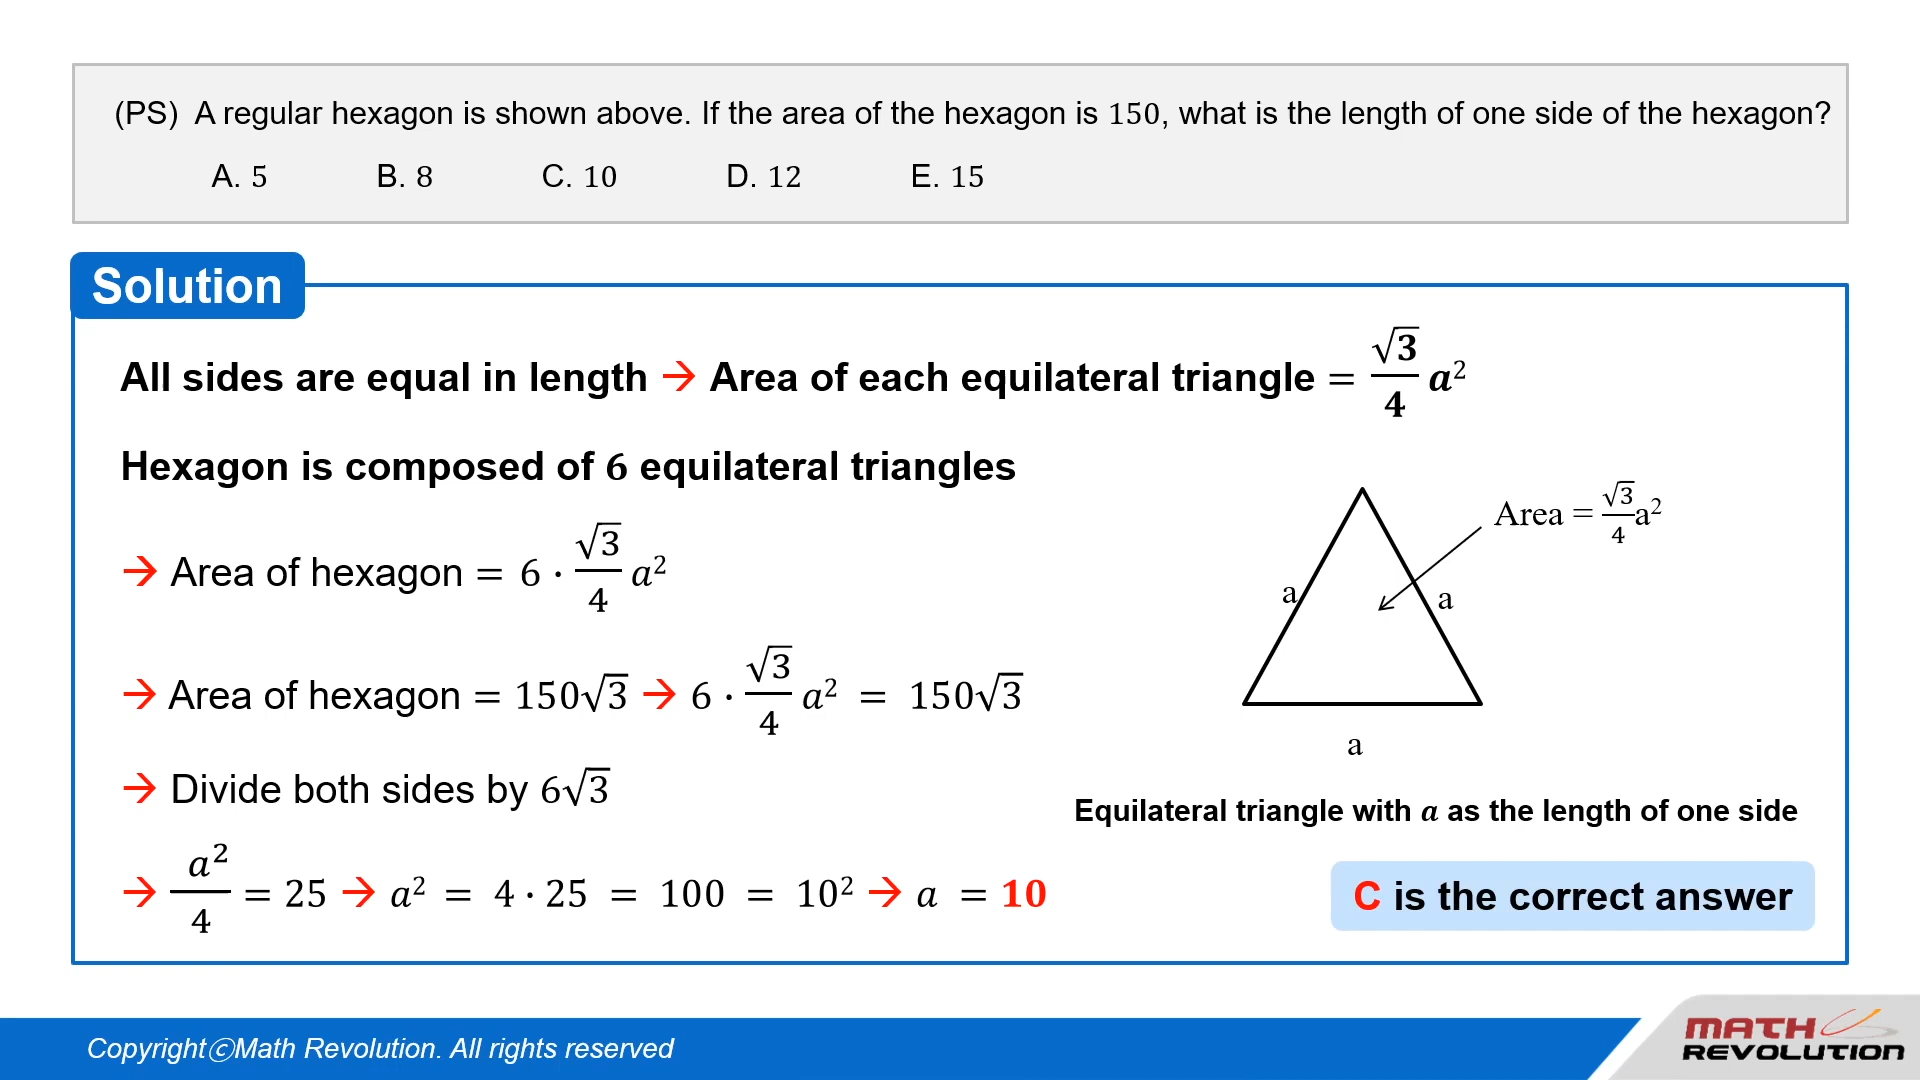 (PS) A regular hexagon is shown above. If the area of the hexagon is 150, what is the length of one side of the hexagon?
A. 5 B. 8 C. 10 D. 12 E. 15
Solution
All sides are equal in length → Area of each equilateral triangle = √3/4 a²
Hexagon is composed of 6 equilateral triangles
→ Area of hexagon = 6 · √3/4 a²
→ Area of hexagon = 150√3 → 6 · √3/4 a² = 150√3
→ Divide both sides by 6√3
→ a²/4 = 25 → a² = 4 · 25 = 100 = 10² → a = 10
Area = √3/4 a²
a
a
a
Equilateral triangle with a as the length of one side
C is the correct answer
CopyrightⓒMath Revolution. All rights reserved
MATH
REVOLUTION